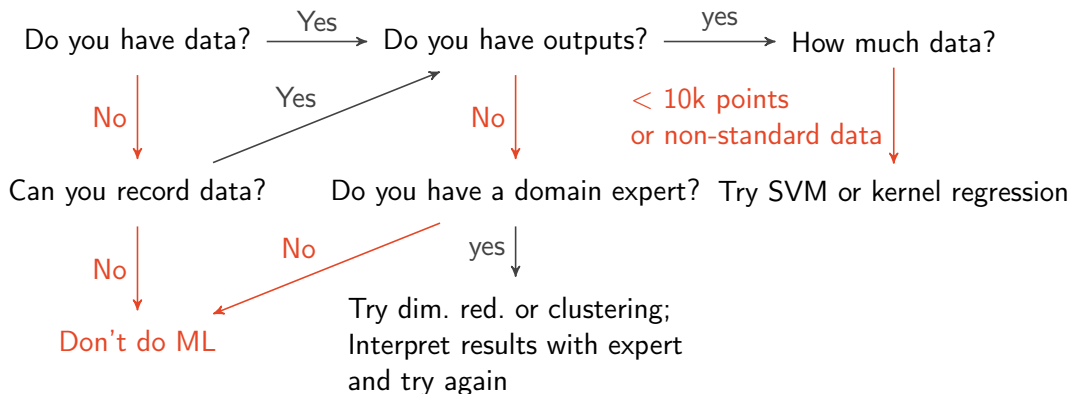 Do you have data?
Yes
Do you have outputs?
yes
How much data?
No
Yes
No
< 10k points
or non-standard data
Can you record data?
Do you have a domain expert?
Try SVM or kernel regression
No
No
yes
Don't do ML
Try dim. red. or clustering;
Interpret results with expert
and try again